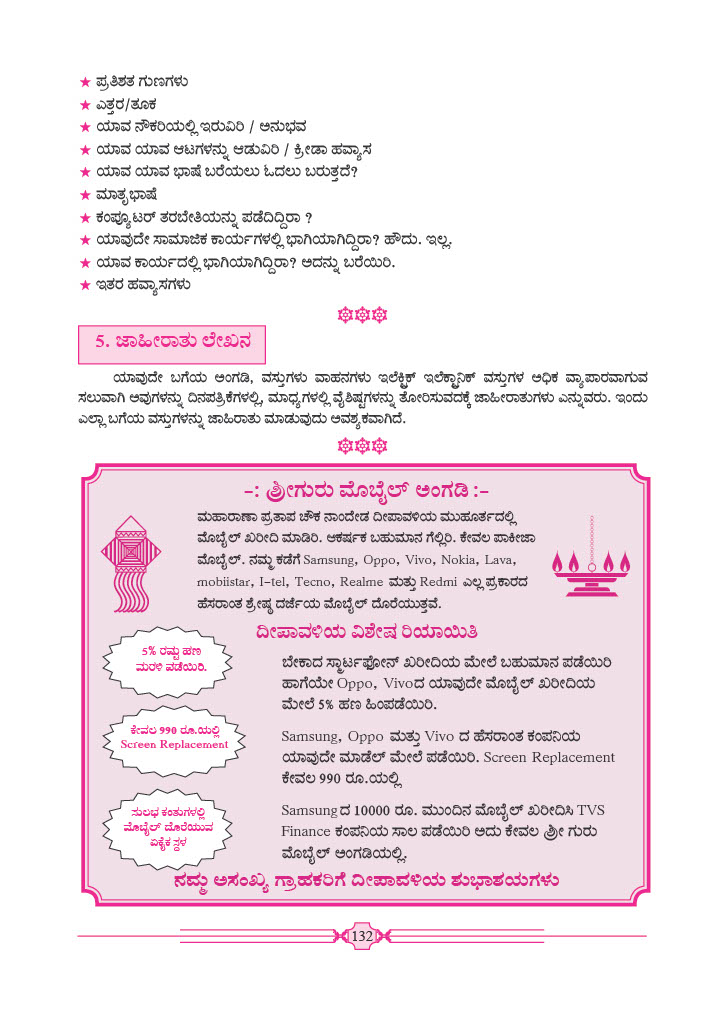 ★ ಪ್ರತಿಶತ ಗುಣಗಳು
★ ಎತ್ತರ/ತೂಕ
★ ಯಾವ ನೌಕರಿಯಲ್ಲಿ ಇರುವಿರಿ / ಅನುಭವ
★ ಯಾವ ಯಾವ ಆಟಗಳನ್ನು ಆಡುವಿರಿ / ಕ್ರೀಡಾ ಹವ್ಯಾಸ
★ ಯಾವ ಯಾವ ಭಾಷೆ ಬರೆಯಲು ಓದಲು ಬರುತ್ತದೆ?
★ ಮಾತೃಭಾಷೆ
★ ಕಂಪ್ಯೂಟರ್ ತರಬೇತಿಯನ್ನು ಪಡೆದಿದ್ದಿರಾ ?
★ ಯಾವುದೇ ಸಾಮಾಜಿಕ ಕಾರ್ಯಗಳಲ್ಲಿ ಭಾಗಿಯಾಗಿದ್ದಿರಾ? ಹೌದು. ಇಲ್ಲ.
★ ಯಾವ ಕಾರ್ಯದಲ್ಲಿ ಭಾಗಿಯಾಗಿದ್ದಿರಾ? ಅದನ್ನು ಬರೆಯಿರಿ.
★ ಇತರ ಹವ್ಯಾಸಗಳು
5. ಜಾಹೀರಾತು ಲೇಖನ
ಯಾವುದೇ ಬಗೆಯ ಅಂಗಡಿ, ವಸ್ತುಗಳು ವಾಹನಗಳು ಇಲೆಕ್ಟ್ರಿಕ್ ಇಲೆಕ್ಟ್ರಾನಿಕ್ ವಸ್ತುಗಳ ಅಧಿಕ ವ್ಯಾಪಾರವಾಗುವ
ಸಲುವಾಗಿ ಅವುಗಳನ್ನು ದಿನಪತ್ರಿಕೆಗಳಲ್ಲಿ, ಮಾಧ್ಯಗಳಲ್ಲಿ ವೈಶಿಷ್ಟಗಳನ್ನು ತೋರಿಸುವದಕ್ಕೆ ಜಾಹೀರಾತುಗಳು ಎನ್ನುವರು. ಇಂದು
ಎಲ್ಲಾ ಬಗೆಯ ವಸ್ತುಗಳನ್ನು ಜಾಹಿರಾತು ಮಾಡುವುದು ಅವಶ್ಯಕವಾಗಿದೆ.
-: ಶ್ರೀಗುರು ಮೊಬೈಲ್ ಅಂಗಡಿ :-
ಮಹಾರಾಣಾ ಪ್ರತಾಪ ಚೌಕ ನಾಂದೇಡ ದೀಪಾವಳಿಯ ಮುಹೂರ್ತದಲ್ಲಿ
ಮೊಬೈಲ್ ಖರೀದಿ ಮಾಡಿರಿ. ಆಕರ್ಷಕ ಬಹುಮಾನ ಗೆಲ್ಲಿರಿ. ಕೇವಲ ಪಾಕೀಜಾ
ಮೊಬೈಲ್. ನಮ್ಮ ಕಡೆಗೆ Samsung, Oppo, Vivo, Nokia, Lava,
mobiistar, I-tel, Tecno, Realme ಮತ್ತು Redmi ಎಲ್ಲ ಪ್ರಕಾರದ
ಹೆಸರಾಂತ ಶ್ರೇಷ್ಠ ದರ್ಜೆಯ ಮೊಬೈಲ್ ದೊರೆಯುತ್ತವೆ.
ದೀಪಾವಳಿಯ ವಿಶೇಷ ರಿಯಾಯಿತಿ
5% ರಷ್ಟು ಹಣ
ಮರಳಿ ಪಡೆಯಿರಿ.
ಬೇಕಾದ ಸ್ಮಾರ್ಟಫೋನ್ ಖರೀದಿಯ ಮೇಲೆ ಬಹುಮಾನ ಪಡೆಯಿರಿ
ಹಾಗೆಯೇ Oppo, Vivoದ ಯಾವುದೇ ಮೊಬೈಲ್ ಖರೀದಿಯ
ಮೇಲೆ 5% ಹಣ ಹಿಂಪಡೆಯಿರಿ.
ಕೇವಲ 990 ರೂ.ಯಲ್ಲಿ
Screen Replacement
Samsung, Oppo ಮತ್ತು Vivo ದ ಹೆಸರಾಂತ ಕಂಪನಿಯ
ಯಾವುದೇ ಮಾಡೆಲ್ ಮೇಲೆ ಪಡೆಯಿರಿ. Screen Replacement
ಕೇವಲ 990 ರೂ.ಯಲ್ಲಿ
ಸುಲಭ ಕಂತುಗಳಲ್ಲಿ
ಮೊಬೈಲ್ ದೊರೆಯುವ
ಏಕೈಕ ಸ್ಥಳ
Samsungದ 10000 ರೂ. ಮುಂದಿನ ಮೊಬೈಲ್ ಖರೀದಿಸಿ TVS
Finance ಕಂಪನಿಯ ಸಾಲ ಪಡೆಯಿರಿ ಅದು ಕೇವಲ ಶ್ರೀ ಗುರು
ಮೊಬೈಲ್ ಅಂಗಡಿಯಲ್ಲಿ.
ನಮ್ಮ ಅಸಂಖ್ಯ ಗ್ರಾಹಕರಿಗೆ ದೀಪಾವಳಿಯ ಶುಭಾಶಯಗಳು
132